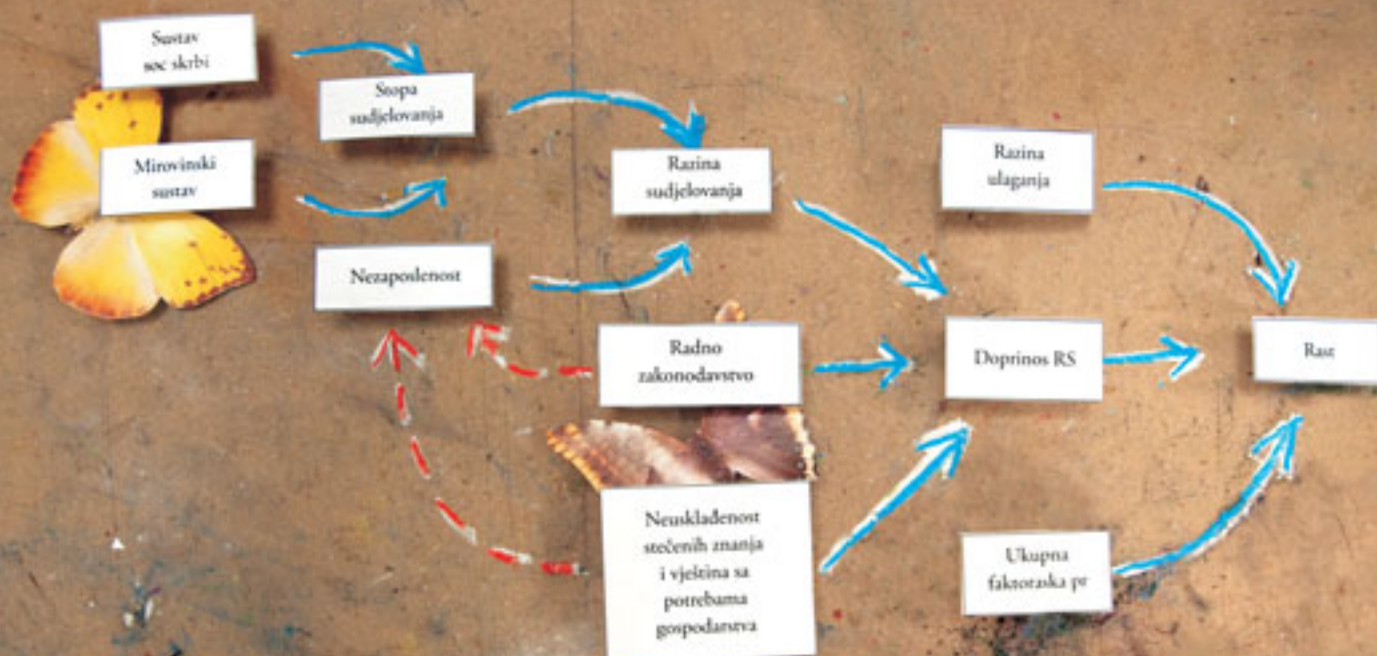 Sustav
soc skrbi
Stopa
sudjelovanja
Mirovinski
sustav
Razina
sudjelovanja
Razina
ulaganja
Nezaposlenost
Radno
zakonodavstvo
Doprinos RS
Rast
Neusklađenost
stečenih znanja
i vještina sa
potrebama
gospodarstva
Ukupna
faktoraska pr